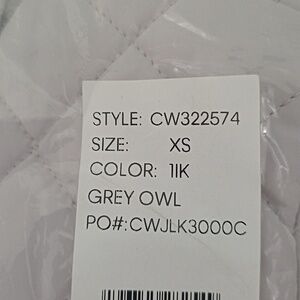 STYLE: CW322574
SIZE: XS
COLOR: 1IK
GREY OWL
PO#:CWJLK3000C